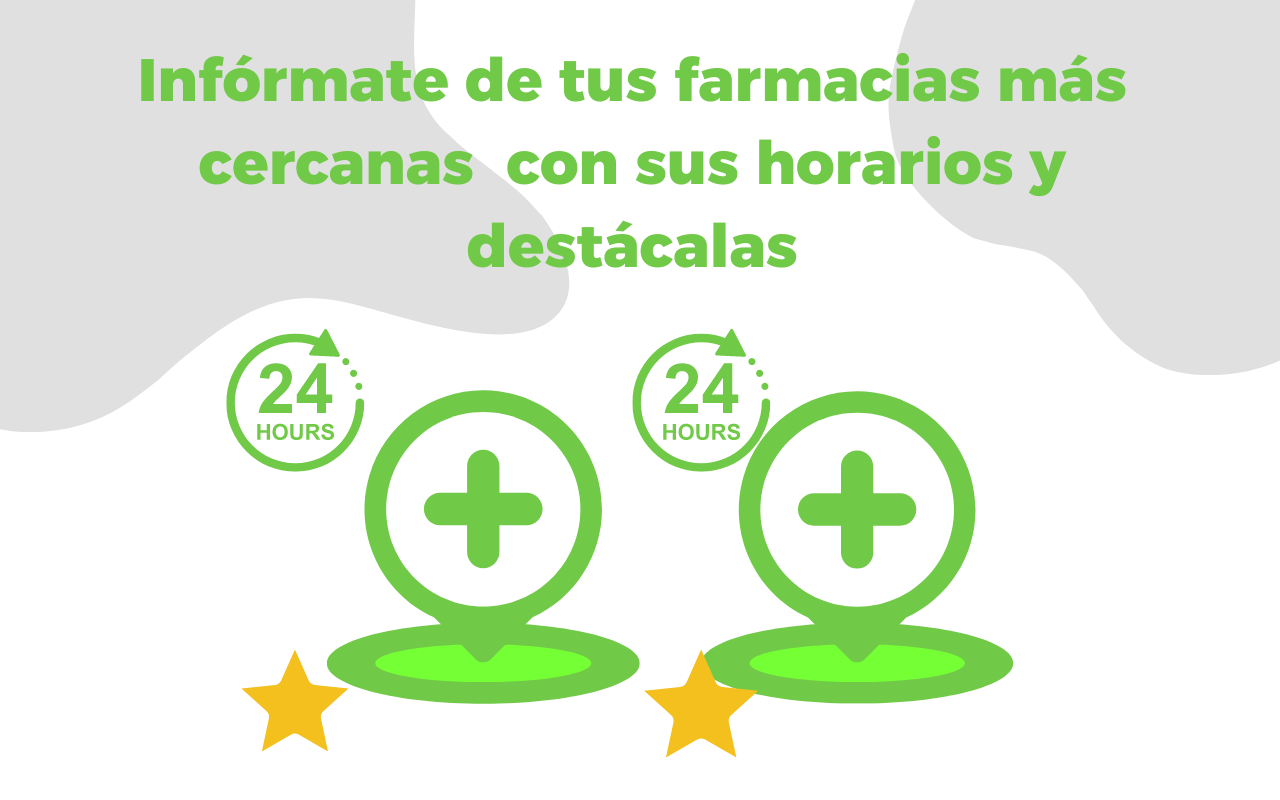 Infórmate de tus farmacias más
cercanas  con sus horarios y
destácalas
24
HOURS
24
HOURS